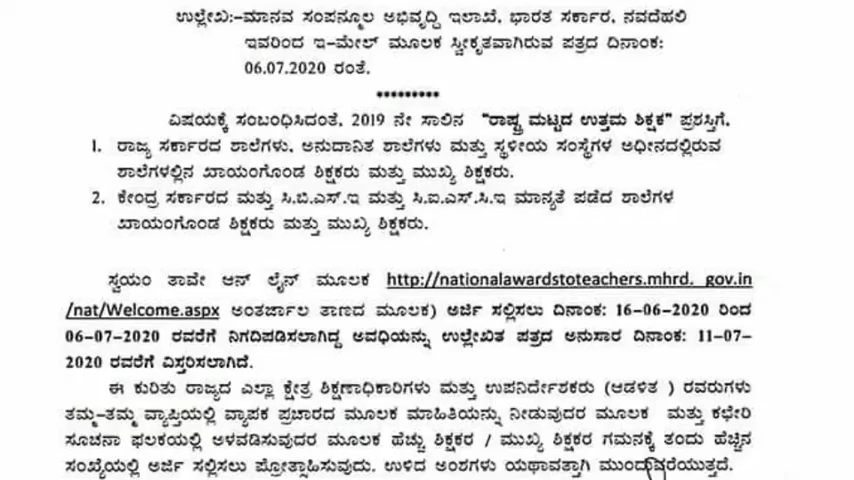 ಉಲ್ಲೇಖ:-ಮಾನವ ಸಂಪನ್ಮೂಲ ಅಭಿವೃದ್ಧಿ ಇಲಾಖೆ, ಭಾರತ ಸರ್ಕಾರ, ನವದೆಹಲಿ
ಇವರಿಂದ ಇ-ಮೇಲ್ ಮೂಲಕ ಸ್ವೀಕೃತವಾಗಿರುವ ಪತ್ರದ ದಿನಾಂಕ:
06.07.2020 ರಂತೆ.
*********
ವಿಷಯಕ್ಕೆ ಸಂಬಂಧಿಸಿದಂತೆ, 2019 ನೇ ಸಾಲಿನ "ರಾಷ್ಟ್ರ ಮಟ್ಟದ ಉತ್ತಮ ಶಿಕ್ಷಕ" ಪ್ರಶಸ್ತಿಗೆ,
1. ರಾಜ್ಯ ಸರ್ಕಾರದ ಶಾಲೆಗಳು, ಅನುದಾನಿತ ಶಾಲೆಗಳು ಮತ್ತು ಸ್ಥಳೀಯ ಸಂಸ್ಥೆಗಳ ಅಧೀನದಲ್ಲಿರುವ
ಶಾಲೆಗಳಲ್ಲಿನ ಖಾಯಂಗೊಂಡ ಶಿಕ್ಷಕರು ಮತ್ತು ಮುಖ್ಯ ಶಿಕ್ಷಕರು.
2. ಕೇಂದ್ರ ಸರ್ಕಾರದ ಮತ್ತು ಸಿ.ಬಿ.ಎಸ್.ಇ ಮತ್ತು ಸಿ.ಐ.ಎಸ್.ಸಿ.ಇ ಮಾನ್ಯತೆ ಪಡೆದ ಶಾಲೆಗಳ
ಖಾಯಂಗೊಂಡ ಶಿಕ್ಷಕರು ಮತ್ತು ಮುಖ್ಯ ಶಿಕ್ಷಕರು.
ಸ್ವಯಂ ತಾವೇ ಆನ್ ಲೈನ್ ಮೂಲಕ http://nationalawardstoteachers.mhrd. gov.in
/nat/Welcome.aspx ಅಂತರ್ಜಾಲ ತಾಣದ ಮೂಲಕ) ಅರ್ಜಿ ಸಲ್ಲಿಸಲು ದಿನಾಂಕ: 16-06-2020 ರಿಂದ
06-07-2020 ರವರೆಗೆ ನಿಗದಿಪಡಿಸಲಾಗಿದ್ದ ಅವಧಿಯನ್ನು ಉಲ್ಲೇಖಿತ ಪತ್ರದ ಅನುಸಾರ ದಿನಾಂಕ: 11-07-
2020 ರವರೆಗೆ ವಿಸ್ತರಿಸಲಾಗಿದೆ.
ಈ ಕುರಿತು ರಾಜ್ಯದ ಎಲ್ಲಾ ಕ್ಷೇತ್ರ ಶಿಕ್ಷಣಾಧಿಕಾರಿಗಳು ಮತ್ತು ಉಪನಿರ್ದೇಶಕರು (ಆಡಳಿತ ) ರವರುಗಳು
ತಮ್ಮ-ತಮ್ಮ ವ್ಯಾಪ್ತಿಯಲ್ಲಿ ವ್ಯಾಪಕ ಪ್ರಚಾರದ ಮೂಲಕ ಮಾಹಿತಿಯನ್ನು ನೀಡುವುದರ ಮೂಲಕ ಮತ್ತು ಕಛೇರಿ
ಸೂಚನಾ ಫಲಕದಲ್ಲಿ ಅಳವಡಿಸುವುದರ ಮೂಲಕ ಹೆಚ್ಚು ಶಿಕ್ಷಕರ / ಮುಖ್ಯ ಶಿಕ್ಷಕರ ಗಮನಕ್ಕೆ ತಂದು ಹೆಚ್ಚಿನ
ಸಂಖ್ಯೆಯಲ್ಲಿ ಅರ್ಜಿ ಸಲ್ಲಿಸಲು ಪ್ರೋತ್ಸಾಹಿಸುವುದು. ಉಳಿದ ಅಂಶಗಳು ಯಥಾವತ್ತಾಗಿ ಮುಂದುವರೆಯುತ್ತದೆ.